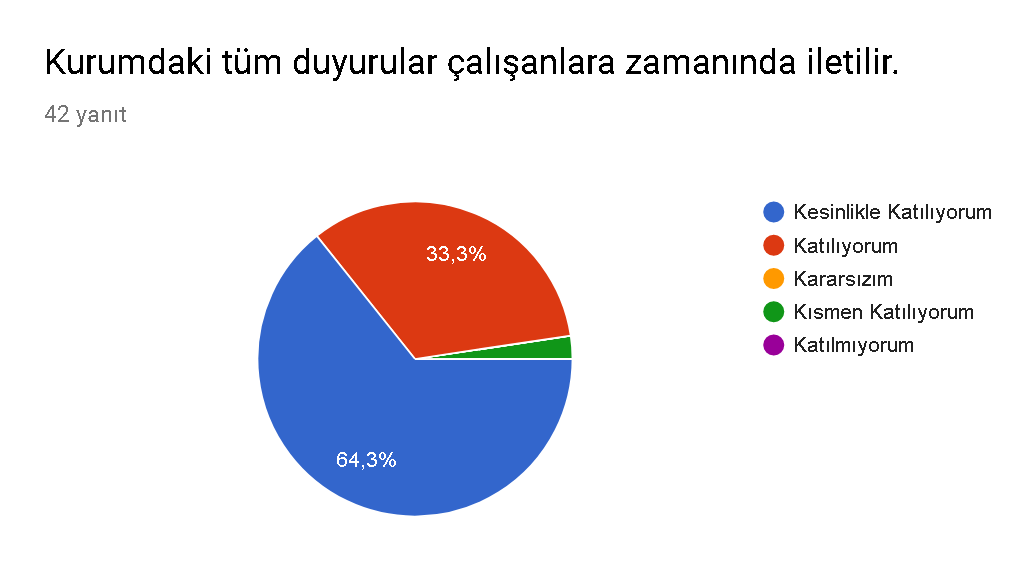 Kurumdaki tüm duyurular çalışanlara zamanında iletilir.
42 yanıt
33,3%
64,3%
Kesinlikle Katılıyorum
Katılıyorum
Kararsızım
Kısmen Katılıyorum
Katılmıyorum